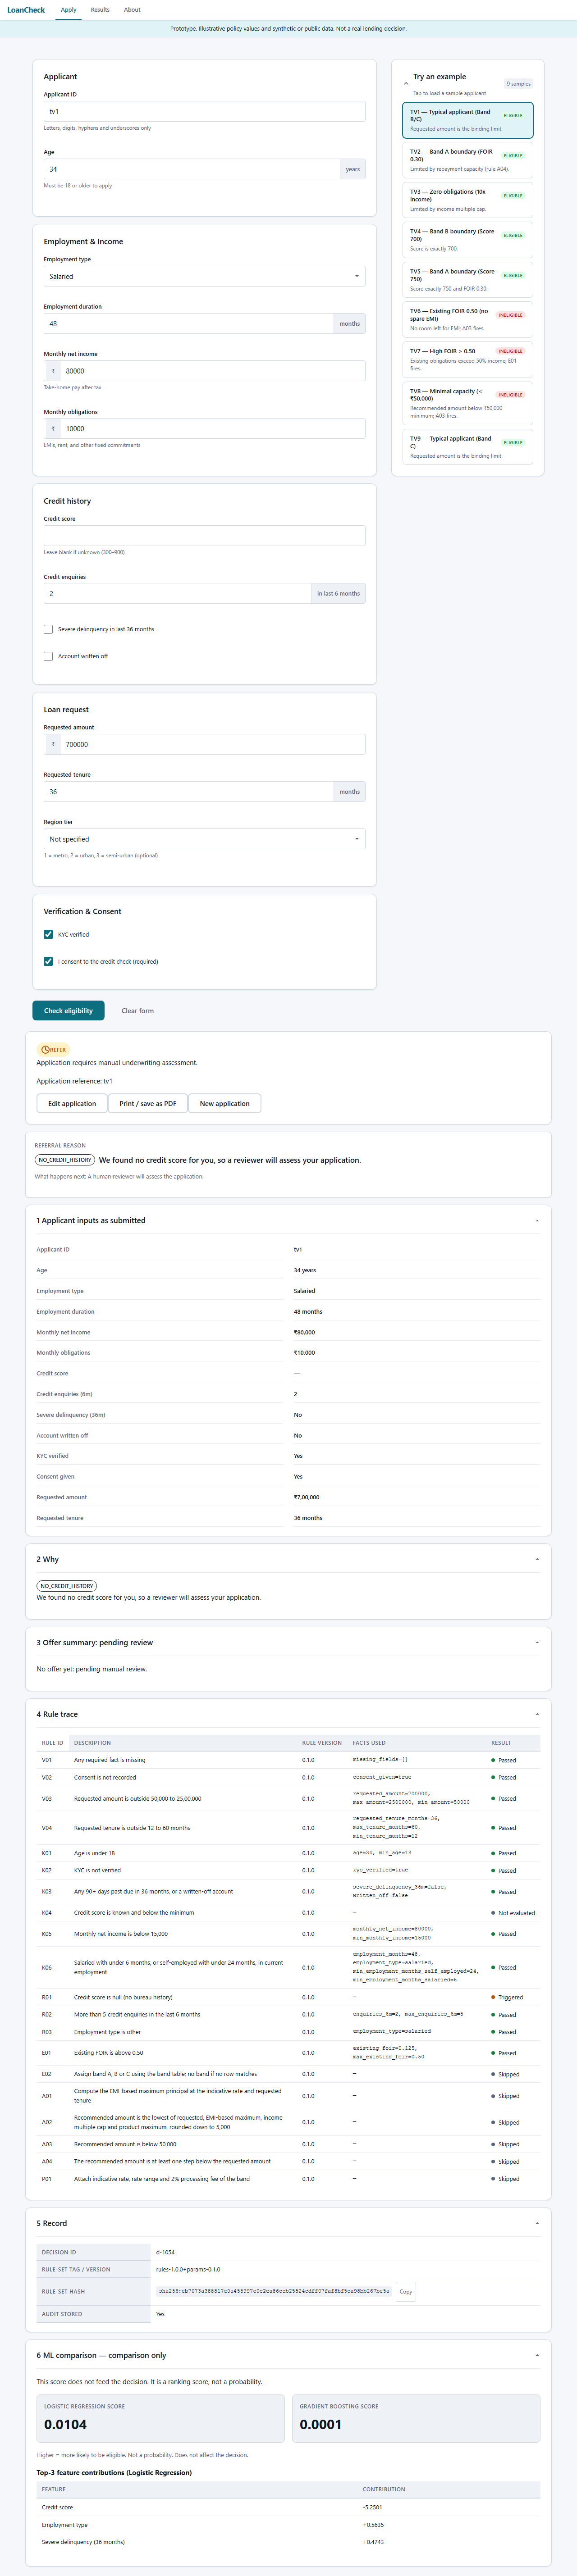 LoanCheck Apply Results About
Prototype. Illustrative policy values and synthetic or public data. Not a real lending decision.
Applicant
Applicant ID
tv1
Letters, digits, hyphens and underscores only
Age
34 years
Must be 18 or older to apply
Employment & Income
Employment type
Salaried
Employment duration
48 months
Monthly net income
₹ 80000
Take-home pay after tax
Monthly obligations
₹ 10000
EMIs, rent, and other fixed commitments
Credit history
Credit score
Leave blank if unknown (300–900)
Credit enquiries
2 in last 6 months
Severe delinquency in last 36 months
Account written off
Loan request
Requested amount
₹ 700000
Requested tenure
36 months
Region tier
Not specified
1 = metro, 2 = urban, 3 = semi-urban (optional)
Verification & Consent
KYC verified
I consent to the credit check (required)
Check eligibility Clear form
Try an example
Tap to load a sample applicant
9 samples
TV1 — Typical applicant (Band
B/C)
ELIGIBLE
Requested amount is the binding limit.
TV2 — Band A boundary (FOIR
0.30)
ELIGIBLE
Limited by repayment capacity (rule A04).
TV3 — Zero obligations (10x
income)
ELIGIBLE
Limited by income multiple cap.
TV4 — Band B boundary (Score
700)
ELIGIBLE
Score is exactly 700.
TV5 — Band A boundary (Score
750)
ELIGIBLE
Score exactly 750 and FOIR 0.30.
TV6 — Existing FOIR 0.50 (no
spare EMI)
INELIGIBLE
No room left for EMI; A03 fires.
TV7 — High FOIR > 0.50
INELIGIBLE
Existing obligations exceed 50% income; E01
fires.
TV8 — Minimal capacity (<
₹50,000)
INELIGIBLE
Recommended amount below ₹50,000
minimum; A03 fires.
TV9 — Typical applicant (Band
C)
ELIGIBLE
Requested amount is the binding limit.
REFER
Application requires manual underwriting assessment.
Application reference: tv1
Edit application Print / save as PDF New application
REFERRAL REASON
NO_CREDIT_HISTORY We found no credit score for you, so a reviewer will assess your application.
What happens next: A human reviewer will assess the application.
1 Applicant inputs as submitted
Applicant ID tv1
Age 34 years
Employment type Salaried
Employment duration 48 months
Monthly net income ₹80,000
Monthly obligations ₹10,000
Credit score —
Credit enquiries (6m) 2
Severe delinquency (36m) No
Account written off No
KYC verified Yes
Consent given Yes
Requested amount ₹7,00,000
Requested tenure 36 months
2 Why
NO_CREDIT_HISTORY
We found no credit score for you, so a reviewer will assess your application.
3 Offer summary: pending review
No offer yet: pending manual review.
4 Rule trace
RULE ID DESCRIPTION RULE VERSION FACTS USED RESULT
V01 Any required fact is missing 0.1.0 missing_fields=[] Passed
V02 Consent is not recorded 0.1.0 consent_given=true Passed
V03 Requested amount is outside 50,000 to 25,00,000 0.1.0 requested_amount=700000,
max_amount=2500000, min_amount=50000 Passed
V04 Requested tenure is outside 12 to 60 months 0.1.0 requested_tenure_months=36,
max_tenure_months=60,
min_tenure_months=12 Passed
K01 Age is under 18 0.1.0 age=34, min_age=18 Passed
K02 KYC is not verified 0.1.0 kyc_verified=true Passed
K03 Any 90+ days past due in 36 months, or a written-off account 0.1.0 severe_delinquency_36m=false,
written_off=false Passed
K04 Credit score is known and below the minimum 0.1.0 — Not evaluated
K05 Monthly net income is below 15,000 0.1.0 monthly_net_income=80000,
min_monthly_income=15000 Passed
K06 Salaried with under 6 months, or self-employed with under 24 months, in current
employment 0.1.0 employment_months=48,
employment_type=salaried,
min_employment_months_self_employed=24,
min_employment_months_salaried=6 Passed
R01 Credit score is null (no bureau history) 0.1.0 — Triggered
R02 More than 5 credit enquiries in the last 6 months 0.1.0 enquiries_6m=2, max_enquiries_6m=5 Passed
R03 Employment type is other 0.1.0 employment_type=salaried Passed
E01 Existing FOIR is above 0.50 0.1.0 existing_foir=0.125,
max_existing_foir=0.50 Passed
E02 Assign band A, B or C using the band table; no band if no row matches 0.1.0 — Skipped
A01 Compute the EMI-based maximum principal at the indicative rate and requested
tenure 0.1.0 — Skipped
A02 Recommended amount is the lowest of requested, EMI-based maximum, income
multiple cap and product maximum, rounded down to 5,000 0.1.0 — Skipped
A03 Recommended amount is below 50,000 0.1.0 — Skipped
A04 The recommended amount is at least one step below the requested amount 0.1.0 — Skipped
P01 Attach indicative rate, rate range and 2% processing fee of the band 0.1.0 — Skipped
5 Record
DECISION ID d-1054
RULE-SET TAG / VERSION rules-1.0.0+params-0.1.0
RULE-SET HASH Copy
AUDIT STORED Yes
6 ML comparison — comparison only
This score does not feed the decision. It is a ranking score, not a probability.
LOGISTIC REGRESSION SCORE
0.0104
GRADIENT BOOSTING SCORE
0.0001
Higher = more likely to be eligible. Not a probability. Does not affect the decision.
Top-3 feature contributions (Logistic Regression)
FEATURE CONTRIBUTION
Credit score -5.2501
Employment type +0.5635
Severe delinquency (36 months) +0.4743